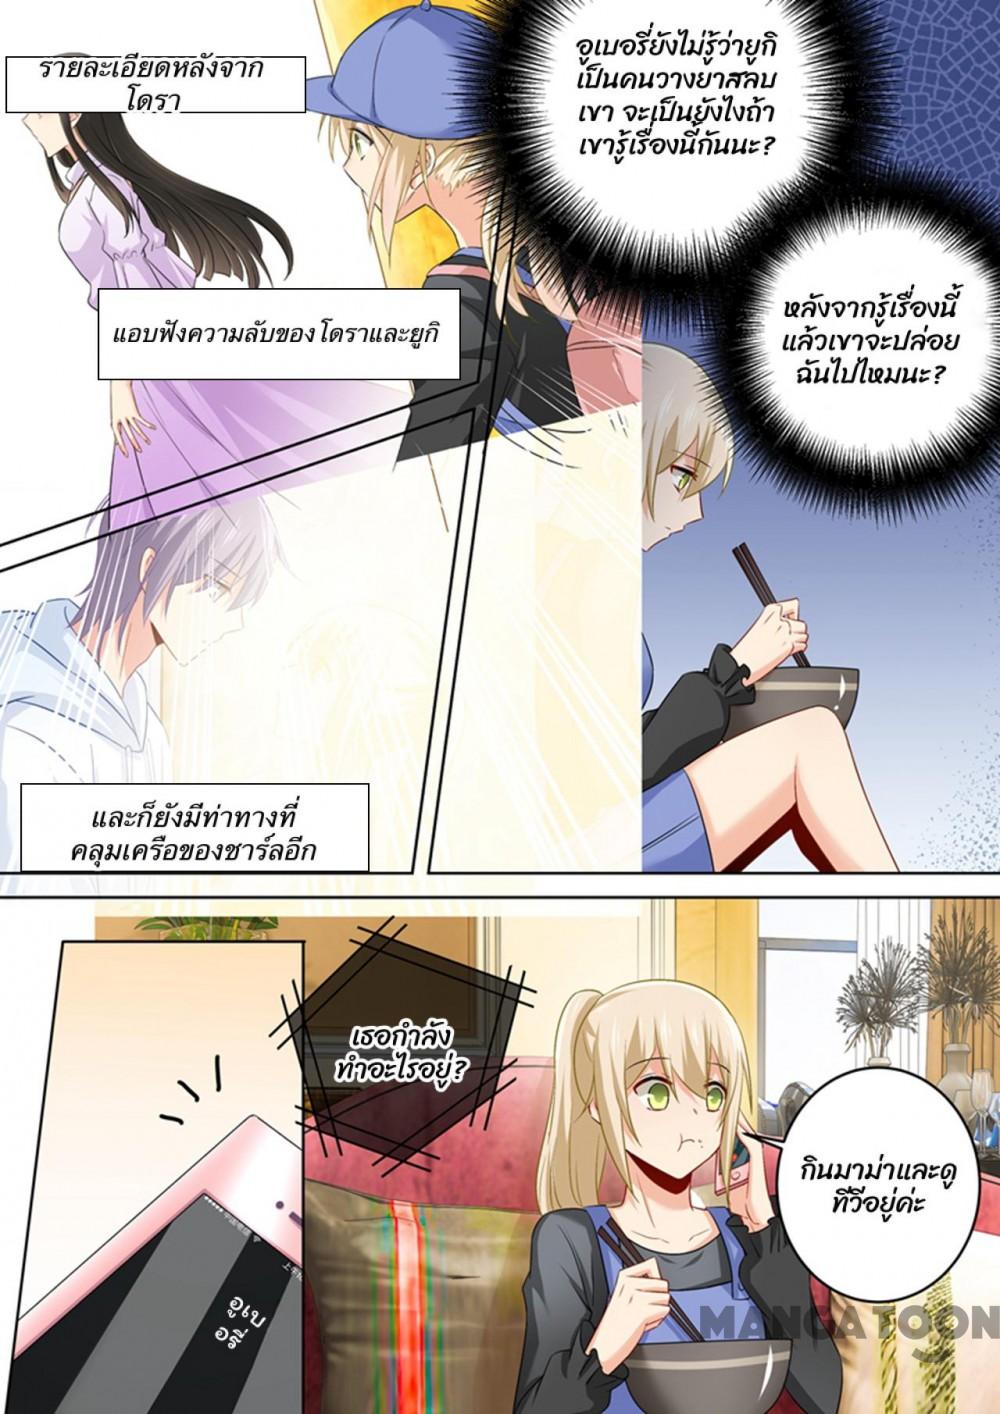 รายละเอียดหลังจาก
โดรา
อูเบอรี่ยังไม่รู้ว่ายูกิ
เป็นคนวางยาสลบ
เขา จะเป็นยังไงถ้า
เขารู้เรื่องนี้กันนะ?
หลังจากรู้เรื่องนี้
แล้วเขาจะปล่อย
ฉันไปไหมนะ?
แอบฟังความลับของโดราและยูกิ
และก็ยังมีท่าทางที่
คลุมเครือของชาร์ลอีก
เธอกำลัง
ทำอะไรอยู่?
กินมาม่าและดู
ทีวีอยู่ค่ะ
อูเบ
อรี่
MANGATOON